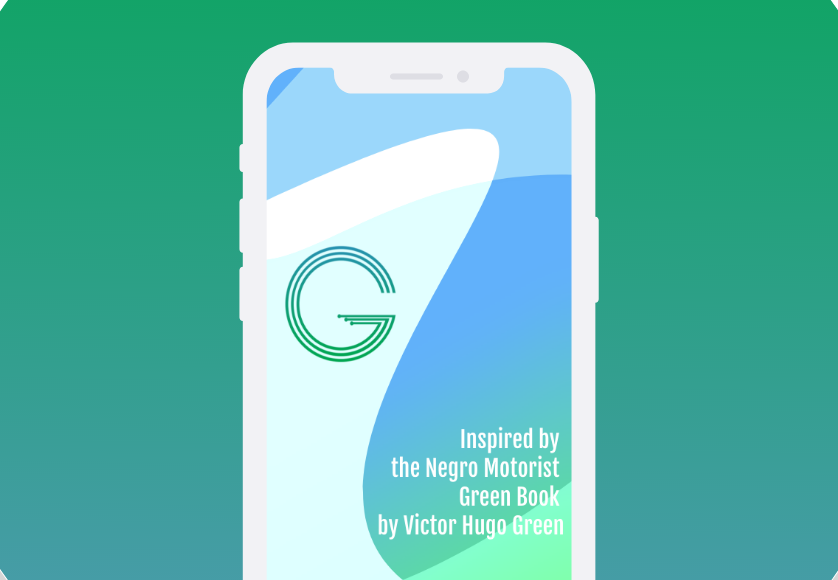 G
Inspired by
the Negro Motorist
Green Book
by Victor Hugo Green